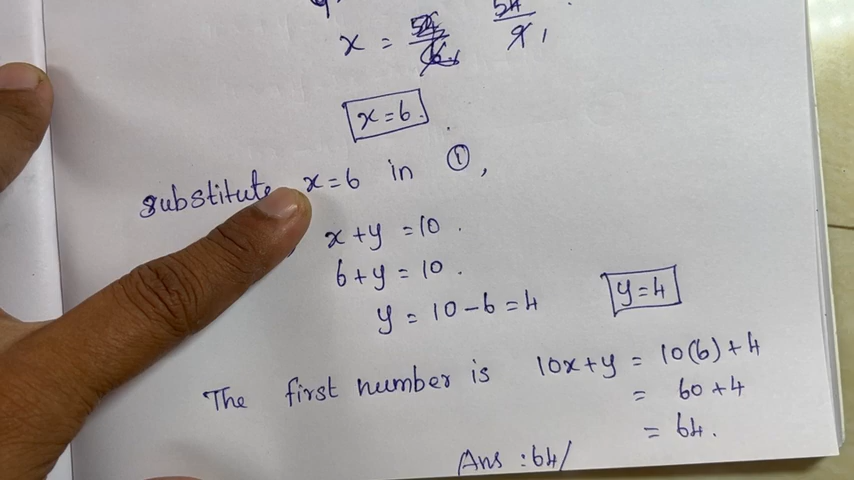 x = 54/9
x = 6.
substitute x = 6 in ①,
x + y = 10.
6 + y = 10.
y = 10 - 6 = 4
y = 4
The first number is 10x + y = 10(6) + 4
= 60 + 4
= 64.
Ans : 64/